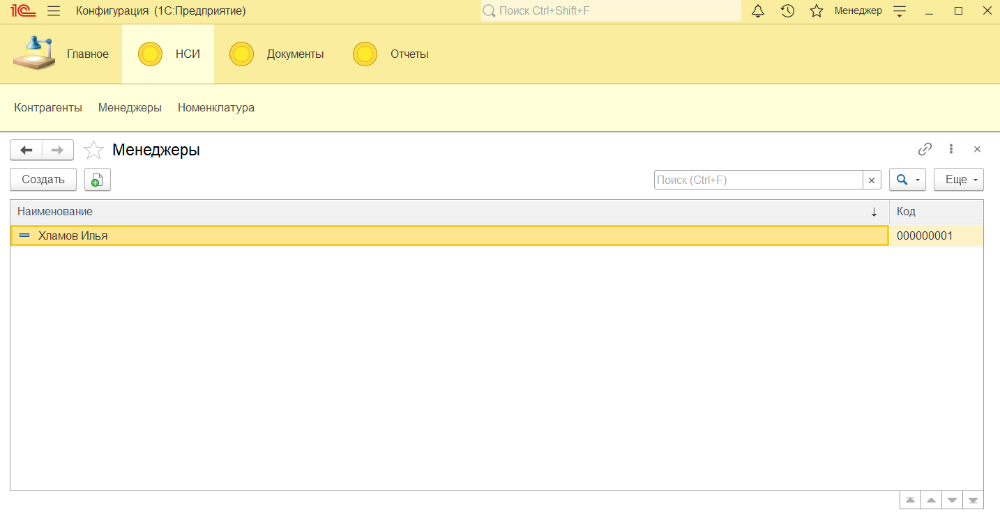 1С Конфигурация (1С:Предприятие) Поиск Ctrl+Shift+F Менеджер
Главное НСИ Документы Отчеты
Контрагенты Менеджеры Номенклатура
Менеджеры
Создать Поиск (Ctrl+F) × Еще
Наименование ↓ Код
Хламов Илья 000000001